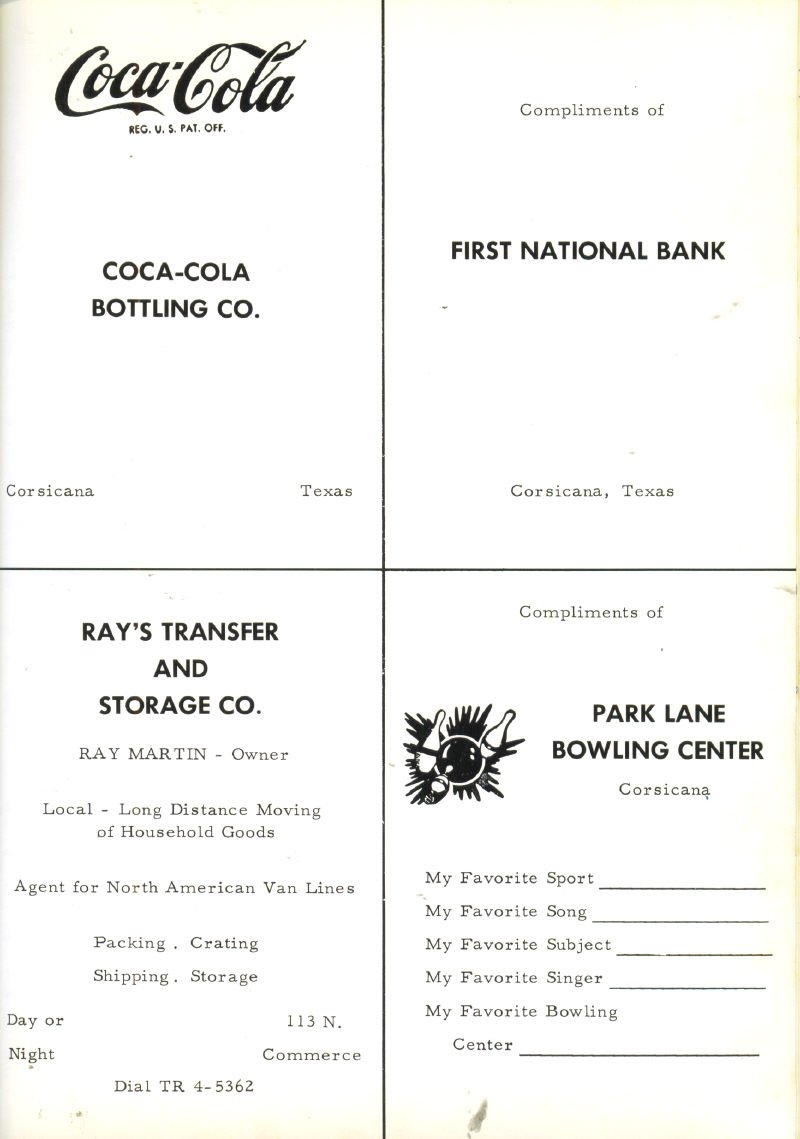 Coca-Cola
REG. U. S. PAT. OFF.
COCA-COLA
BOTTLING CO.
Corsicana Texas
Compliments of
FIRST NATIONAL BANK
Corsicana, Texas
RAY'S TRANSFER
AND
STORAGE CO.
RAY MARTIN - Owner
Local - Long Distance Moving
of Household Goods
Agent for North American Van Lines
Packing . Crating
Shipping . Storage
Day or 113 N.
Night Commerce
Dial TR 4-5362
Compliments of
PARK LANE
BOWLING CENTER
Corsicana
My Favorite Sport
My Favorite Song
My Favorite Subject
My Favorite Singer
My Favorite Bowling
Center